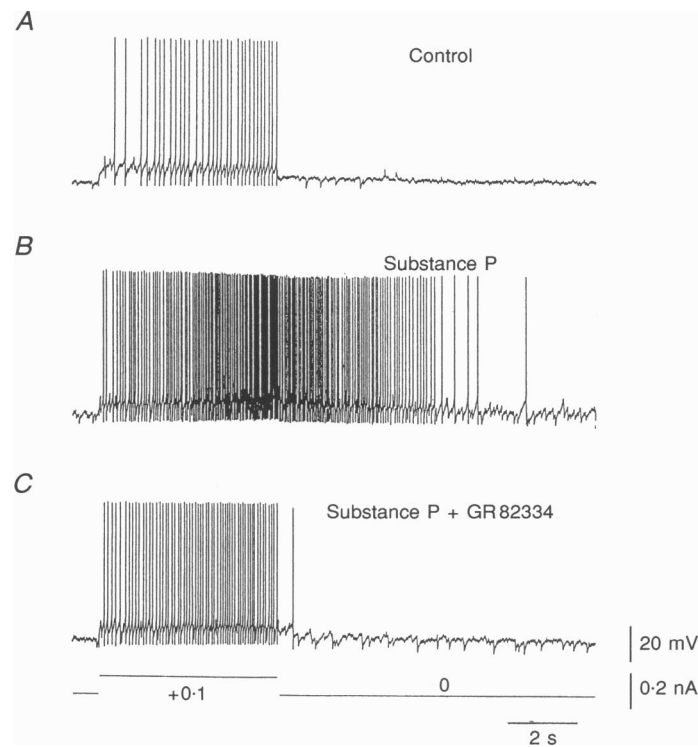 A
Control
B
Substance P
C
Substance P + GR 82334
20 mV
+0·1
0
0·2 nA
2 s